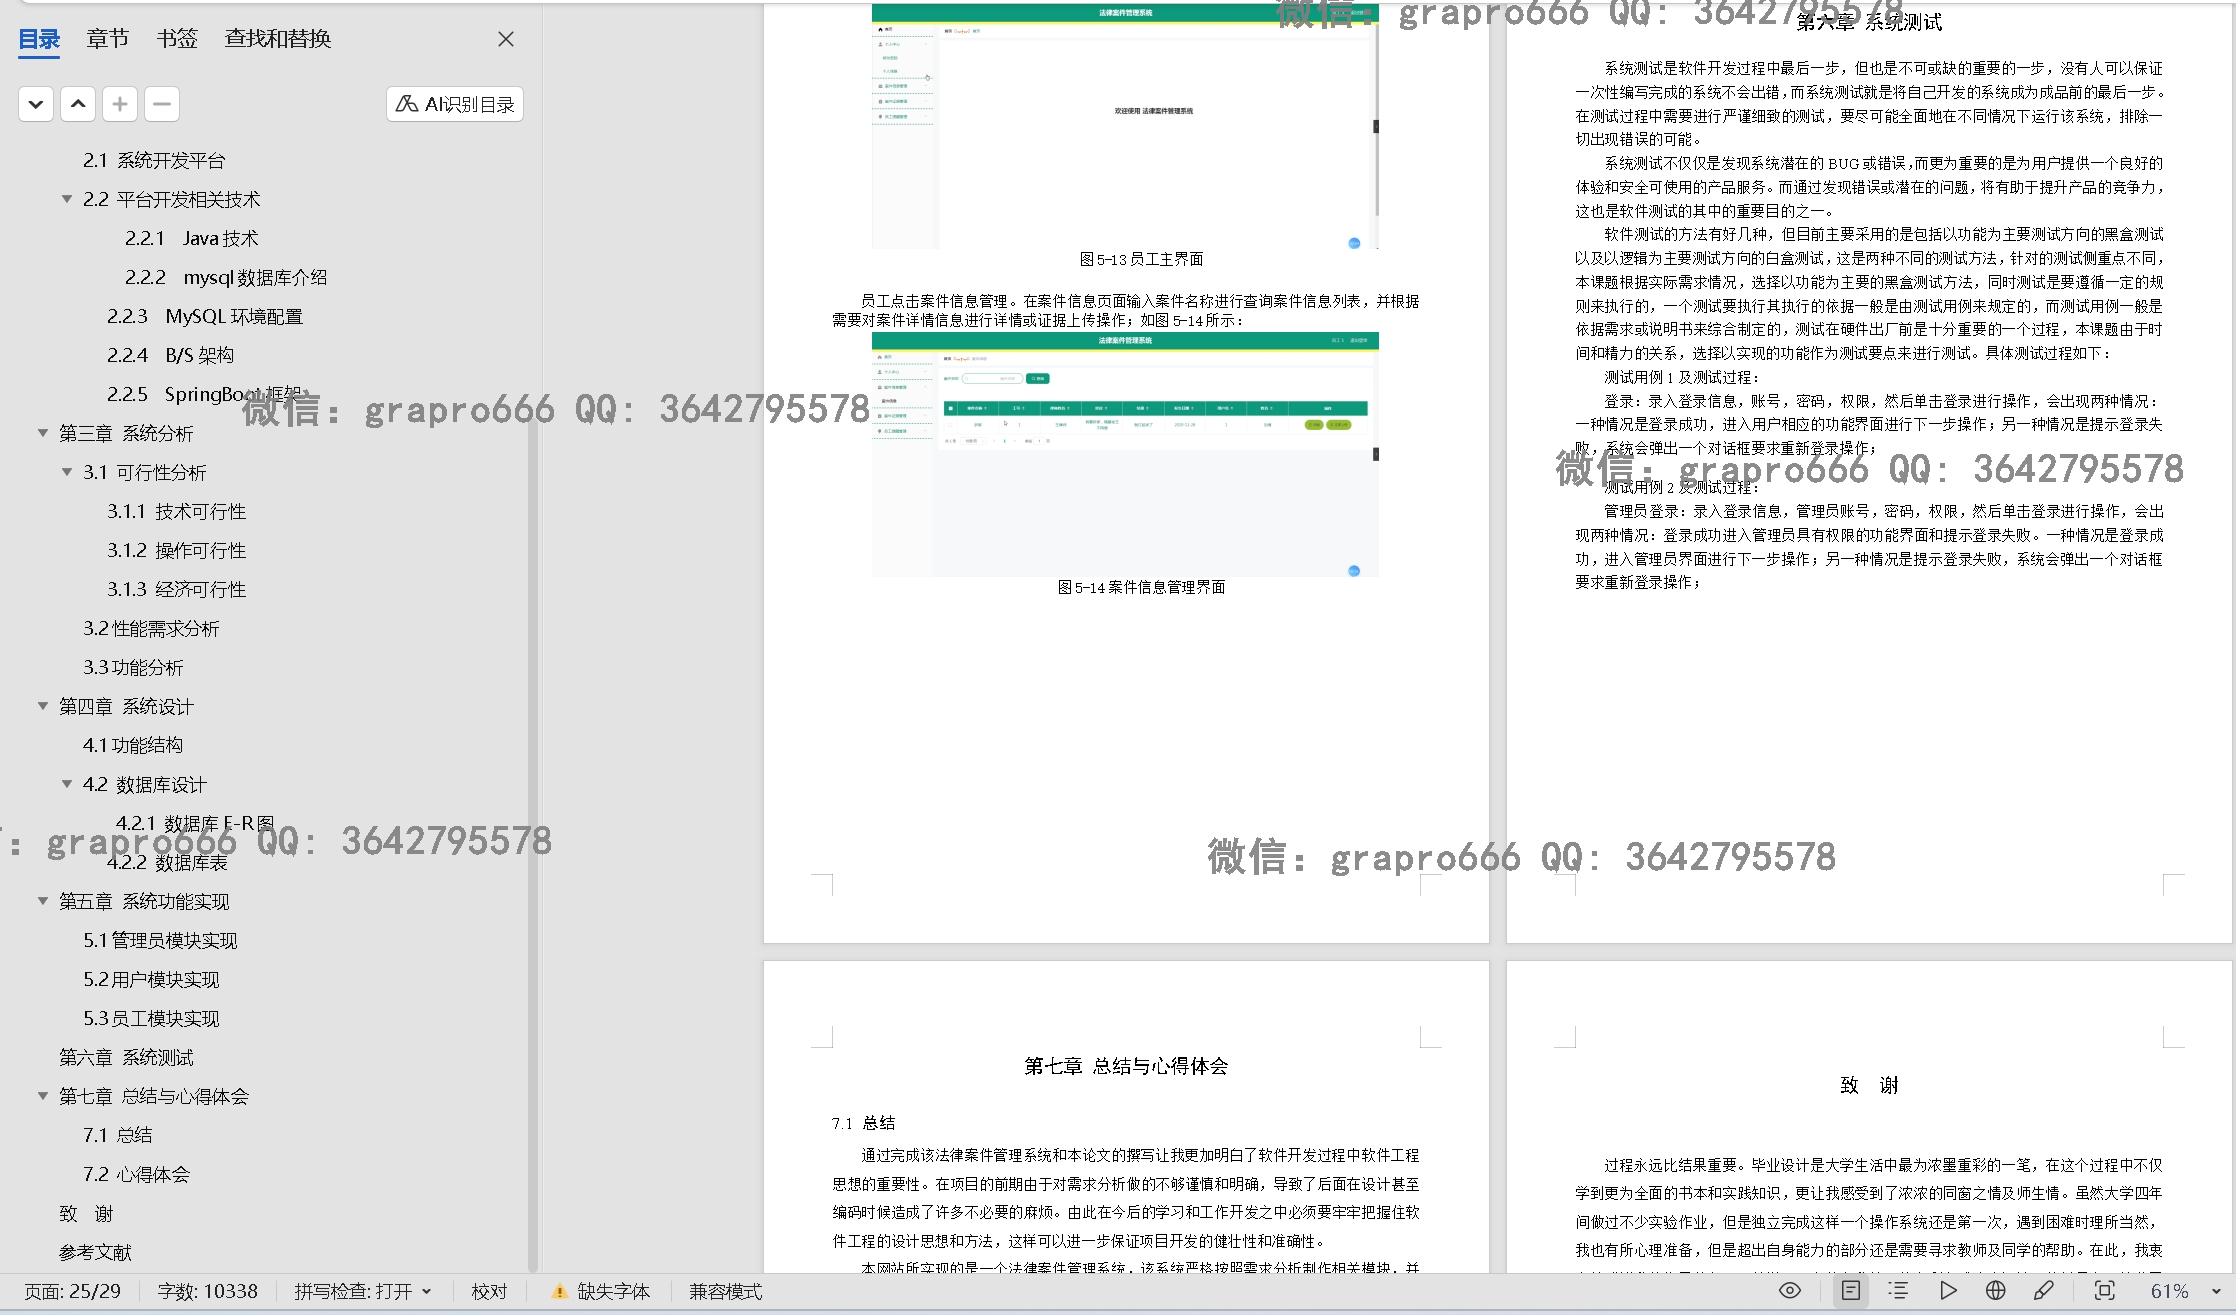 目录 章节 书签 查找和替换
AI识别目录
2.1 系统开发平台
2.2 平台开发相关技术
2.2.1 Java技术
2.2.2 mysql数据库介绍
2.2.3 MySQL环境配置
2.2.4 B/S 架构
2.2.5 SpringBoot框架
第三章 系统分析
3.1 可行性分析
3.1.1 技术可行性
3.1.2 操作可行性
3.1.3 经济可行性
3.2性能需求分析
3.3功能分析
第四章 系统设计
4.1功能结构
4.2 数据库设计
4.2.1 数据库E-R图
4.2.2 数据库表
第五章 系统功能实现
5.1管理员模块实现
5.2用户模块实现
5.3员工模块实现
第六章 系统测试
第七章 总结与心得体会
7.1 总结
7.2 心得体会
致 谢
参考文献
法律案件管理系统
欢迎使用 法律案件管理系统
图5-13员工主界面
员工点击案件信息管理。在案件信息页面输入案件名称进行查询案件信息列表，并根据
需要对案件详情信息进行详情或证据上传操作；如图5-14所示：
法律案件管理系统
图5-14案件信息管理界面
第六章 系统测试
系统测试是软件开发过程中最后一步，但也是不可或缺的重要的一步，没有人可以保证
一次性编写完成的系统不会出错，而系统测试就是将自己开发的系统成为成品前的最后一步。
在测试过程中需要进行严谨细致的测试，要尽可能全面地在不同情况下运行该系统，排除一
切出现错误的可能。
系统测试不仅仅是发现系统潜在的BUG或错误，而更为重要的是为用户提供一个良好的
体验和安全可使用的产品服务。而通过发现错误或潜在的问题，将有助于提升产品的竞争力，
这也是软件测试的其中的重要目的之一。
软件测试的方法有好几种，但目前主要采用的是包括以功能为主要测试方向的黑盒测试
以及以逻辑为主要测试方向的白盒测试，这是两种不同的测试方法，针对的测试侧重点不同，
本课题根据实际需求情况，选择以功能为主要的黑盒测试方法，同时测试是要遵循一定的规
则来执行的，一个测试要执行其执行的依据一般是由测试用例来规定的，而测试用例一般是
依据需求或说明书来综合制定的，测试在硬件出厂前是十分重要的一个过程，本课题由于时
间和精力的关系，选择以实现的功能作为测试要点来进行测试。具体测试过程如下：
测试用例1及测试过程：
登录：录入登录信息，账号，密码，权限，然后单击登录进行操作，会出现两种情况：
一种情况是登录成功，进入用户相应的功能界面进行下一步操作；另一种情况是提示登录失
败，系统会弹出一个对话框要求重新登录操作；
测试用例2及测试过程：
管理员登录：录入登录信息，管理员账号，密码，权限，然后单击登录进行操作，会出
现两种情况：登录成功进入管理员具有权限的功能界面和提示登录失败。一种情况是登录成
功，进入管理员界面进行下一步操作；另一种情况是提示登录失败，系统会弹出一个对话框
要求重新登录操作；
第七章 总结与心得体会
7.1 总结
通过完成该法律案件管理系统和本论文的撰写让我更加明白了软件开发过程中软件工程
思想的重要性。在项目的前期由于对需求分析做的不够谨慎和明确，导致了后面在设计甚至
编码时候造成了许多不必要的麻烦。由此在今后的学习和工作开发之中必须要牢牢把握住软
件工程的设计思想和方法，这样可以进一步保证项目开发的健壮性和准确性。
本网站所实现的是一个法律案件管理系统，该系统严格按照需求分析制作相关模块，并
致 谢
过程永远比结果重要。毕业设计是大学生活中最为浓墨重彩的一笔，在这个过程中不仅
学到更为全面的书本和实践知识，更让我感受到了浓浓的同窗之情及师生情。虽然大学四年
间做过不少实验作业，但是独立完成这样一个操作系统还是第一次，遇到困难时理所当然，
我也有所心理准备，但是超出自身能力的部分还是需要寻求教师及同学的帮助。在此，我衷
微信：grapro666 QQ: 3642795578
微信：grapro666 QQ: 3642795578
微信：grapro666 QQ: 3642795578
：grapro666 QQ: 3642795578
微信：grapro666 QQ: 3642795578
页面: 25/29 字数: 10338 拼写检查: 打开 校对 缺失字体 兼容模式 61%